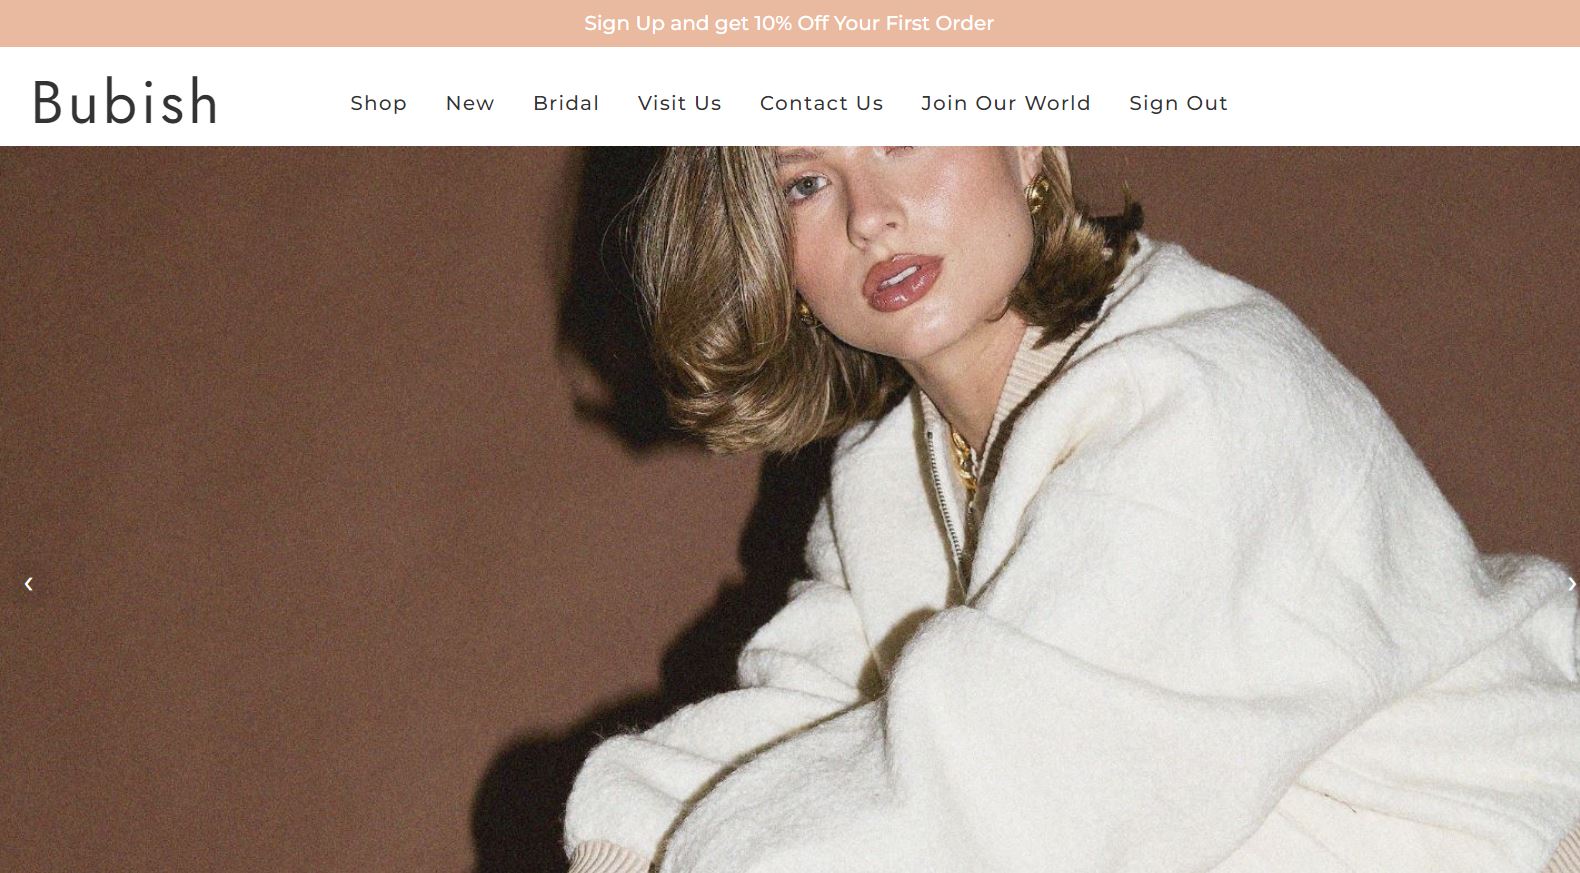 Sign Up and get 10% Off Your First Order
Bubish
Shop New Bridal Visit Us Contact Us Join Our World Sign Out
‹ ›